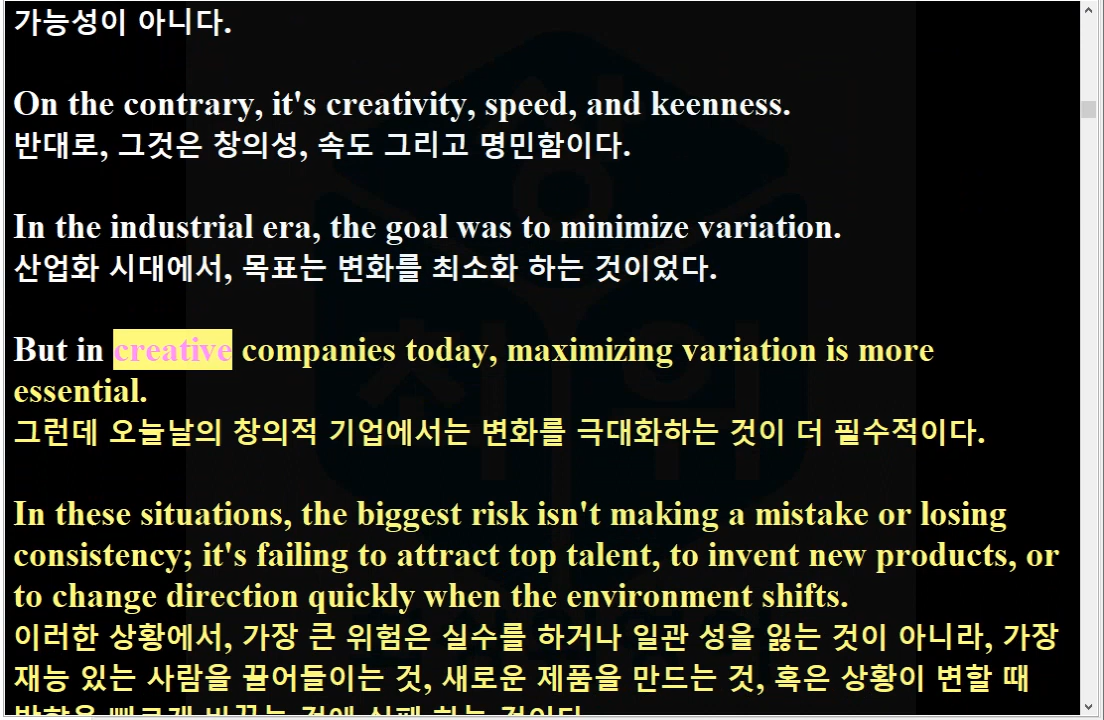 가능성이 아니다.
On the contrary, it's creativity, speed, and keenness.
반대로, 그것은 창의성, 속도 그리고 명민함이다.
In the industrial era, the goal was to minimize variation.
산업화 시대에서, 목표는 변화를 최소화 하는 것이었다.
But in creative companies today, maximizing variation is more
essential.
그런데 오늘날의 창의적 기업에서는 변화를 극대화하는 것이 더 필수적이다.
In these situations, the biggest risk isn't making a mistake or losing
consistency; it's failing to attract top talent, to invent new products, or
to change direction quickly when the environment shifts.
이러한 상황에서, 가장 큰 위험은 실수를 하거나 일관 성을 잃는 것이 아니라, 가장
재능 있는 사람을 끌어들이는 것, 새로운 제품을 만드는 것, 혹은 상황이 변할 때